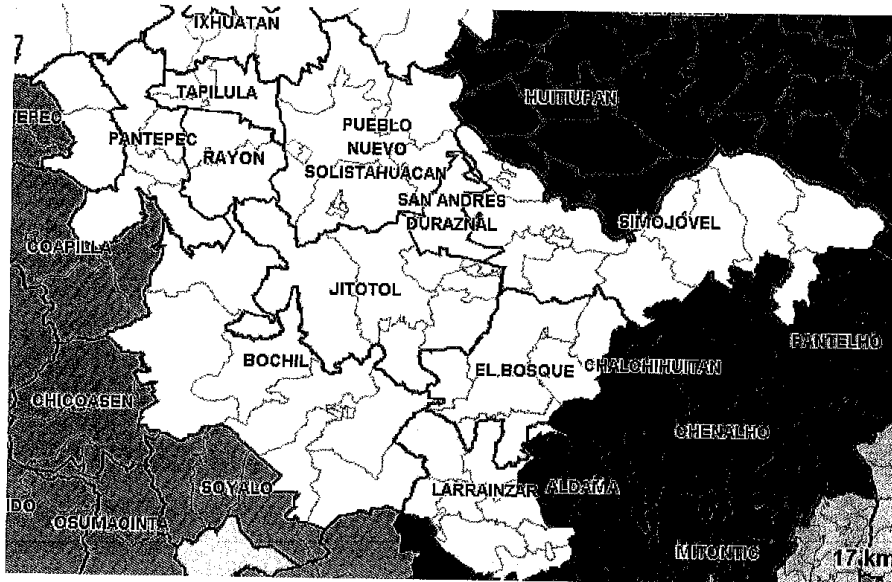 IXHUATAN
TAPILULA
HUITIUPAN
PANTEPEC
RAYON
PUEBLO
NUEVO
SOLISTAHUACAN
SAN ANDRES
DURAZNAL
SIMOJOVEL
COAPILLA
JITOTOL
BOCHIL
EL BOSQUE
CHALCHIHUITAN
PANTELHO
CHICOASEN
CHENALHO
SOYALO
LARRAINZAR
ALDAMA
OSUMACINTA
MITONTIC
17 km